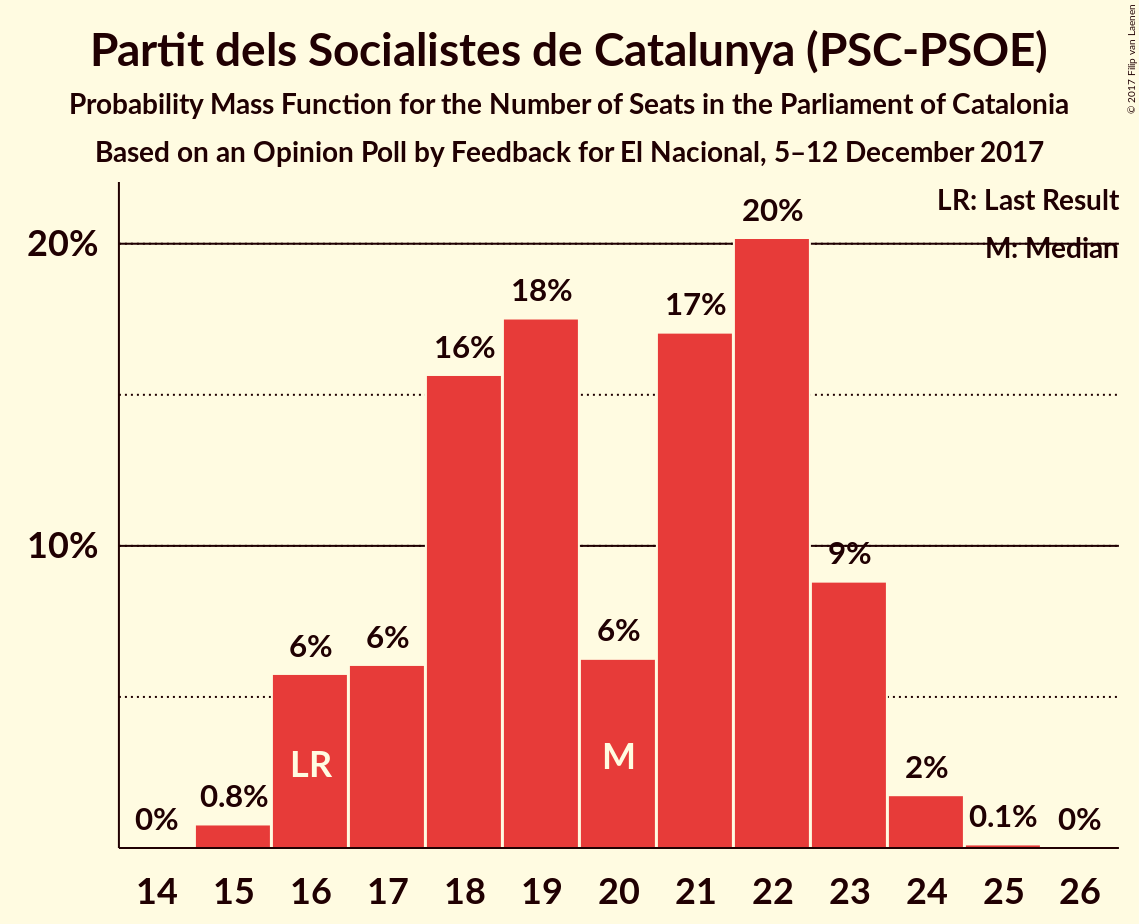 Partit dels Socialistes de Catalunya (PSC-PSOE)
Probability Mass Function for the Number of Seats in the Parliament of Catalonia
Based on an Opinion Poll by Feedback for El Nacional, 5–12 December 2017
© 2017 Filip van Laenen
LR: Last Result
M: Median
20%
10%
0%
0.8%
6%
6%
16%
18%
6%
17%
20%
9%
2%
0.1%
0%
LR
M
14 15 16 17 18 19 20 21 22 23 24 25 26